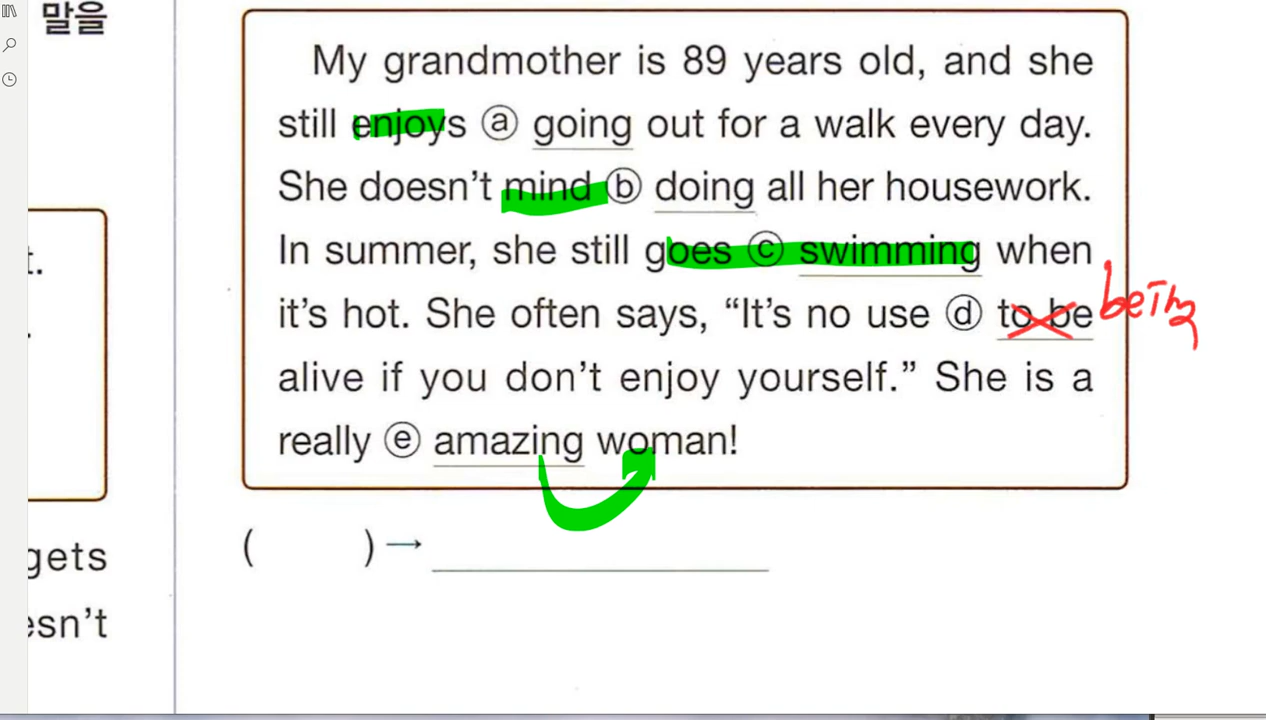 말을
My grandmother is 89 years old, and she
still enjoys ⓐ going out for a walk every day.
She doesn't mind ⓑ doing all her housework.
In summer, she still goes ⓒ swimming when
it's hot. She often says, “It's no use ⓓ to be being
alive if you don't enjoy yourself.” She is a
really ⓔ amazing woman!
( ) →
t.
.
gets
esn't